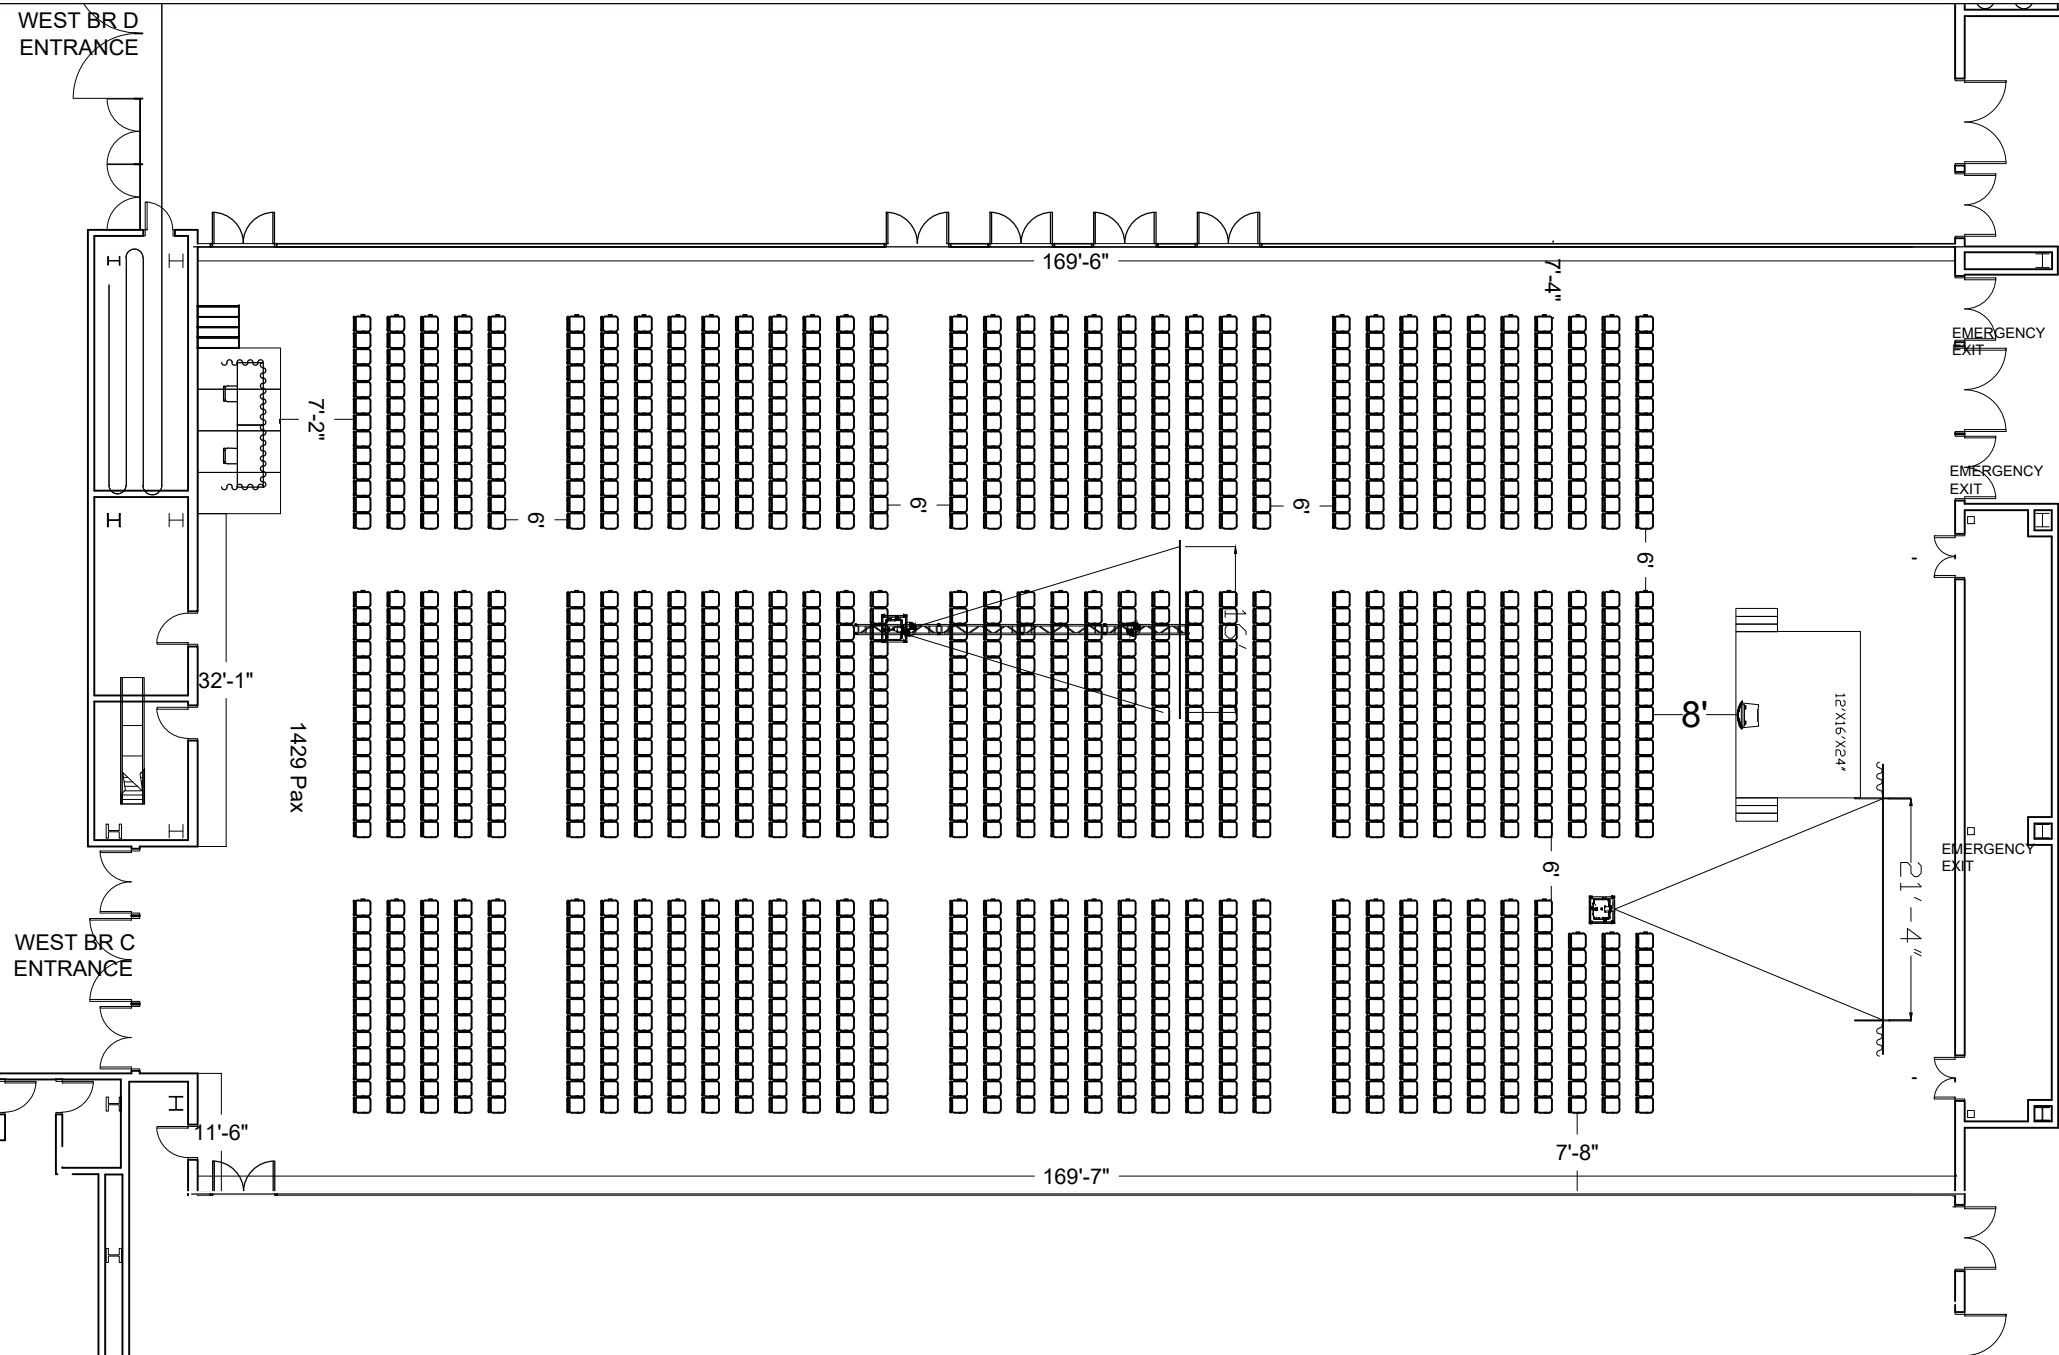 WEST BR D
ENTRANCE
169'-6"
7'-4"
EMERGENCY
EXIT
7'-2"
EMERGENCY
EXIT
6'
6'
6'
6'
16'
32'-1"
8'
12'X16'X24"
1429 Pax
EMERGENCY
EXIT
6'
21'-4"
WEST BR C
ENTRANCE
11'-6"
7'-8"
169'-7"